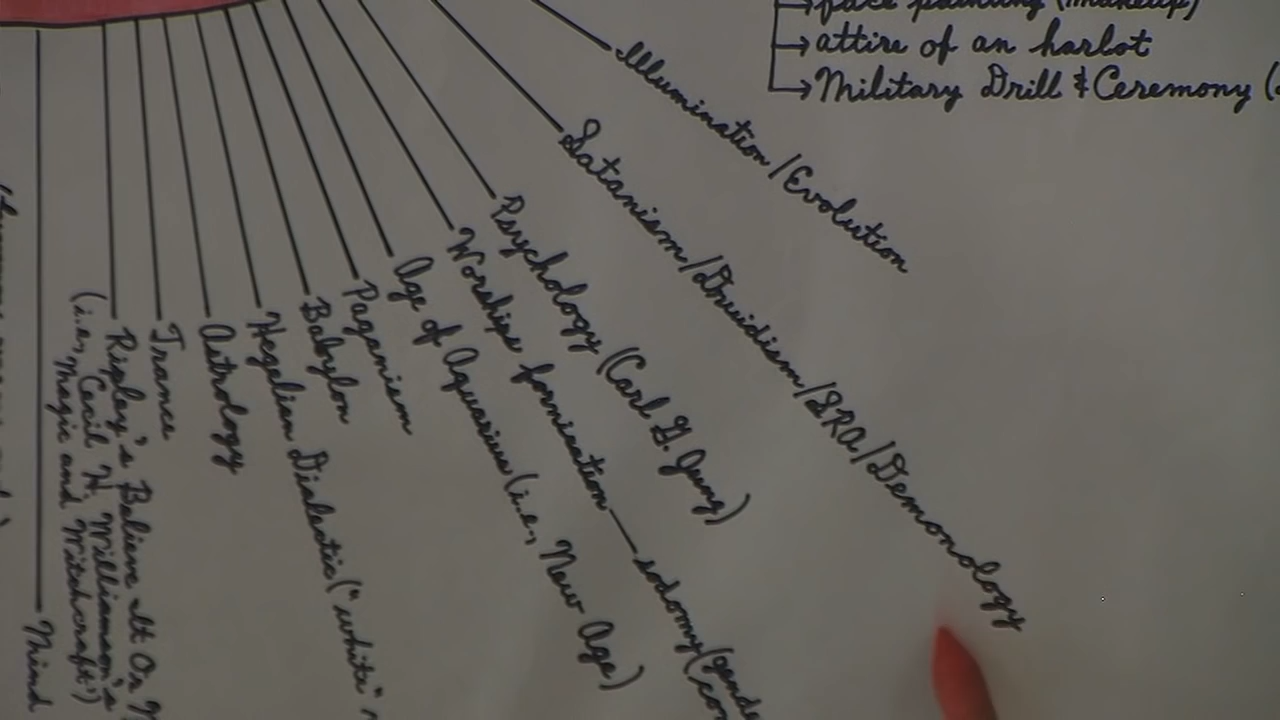 face painting (makeup)
attire of an harlot
Military Drill & Ceremony (
Illumination/Evolution
Satanism/Druidism/SRA/Demonology
Psychology (Carl G. Jung)
Worships fornication — sodomy (gende
Age of Aquarius (i.e., New Age)
Paganism
Babylon
Hegelian Dialectic ("white"
Astrology
Trance
Ripley's Believe It Or N
(i.e., Cecil H. Williamson's
Magic and Witchcraft')
Mind